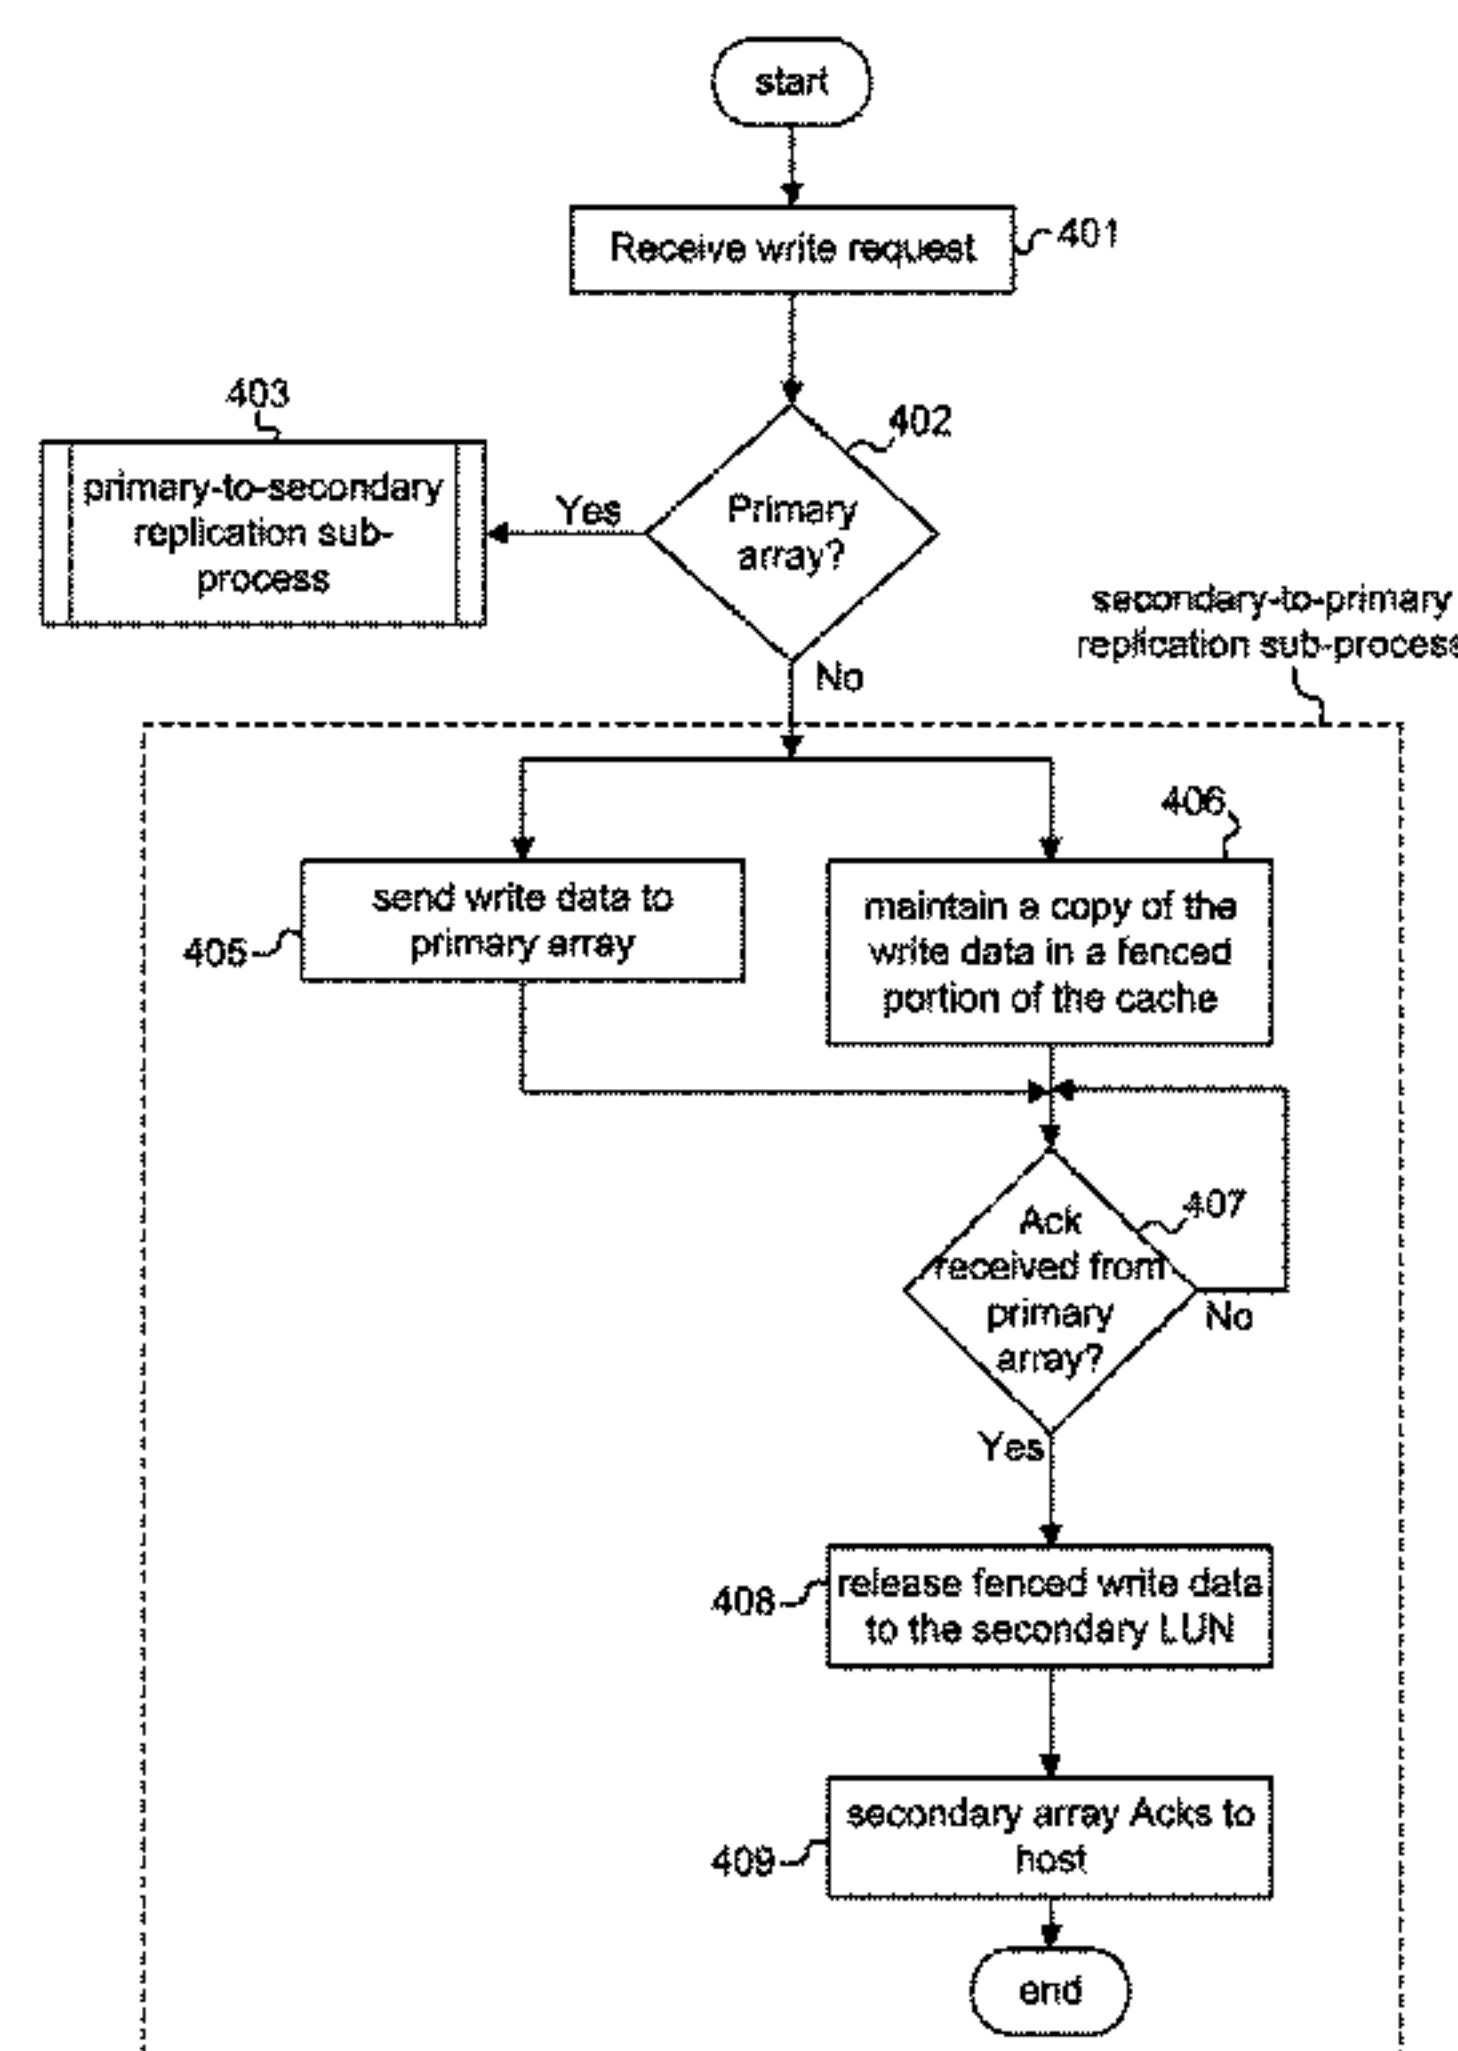 start
Receive write request
401
403
402
primary-to-secondary
replication sub-
process
Yes
Primary
array?
secondary-to-primary
replication sub-process
No
406
send write data to
primary array
405
maintain a copy of the
write data in a fenced
portion of the cache
407
Ack
received from
primary
array?
No
Yes
408
release fenced write data
to the secondary LUN
409
secondary array Acks to
host
end